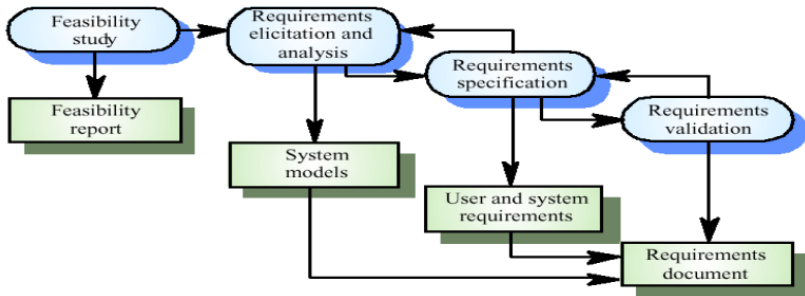 Feasibility
study
Requirements
elicitation and
analysis
Requirements
specification
Requirements
validation
Feasibility
report
System
models
User and system
requirements
Requirements
document